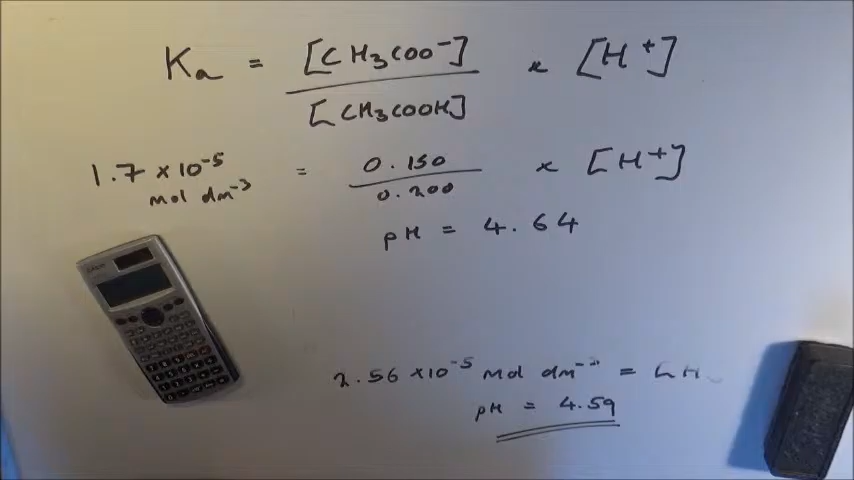 Ka = [CH3COO⁻] / [CH3COOH] × [H⁺]
1.7 × 10⁻⁵ mol dm⁻³ = 0.150 / 0.200 × [H⁺]
pH = 4.64
2.56 × 10⁻⁵ mol dm⁻³ = [H
pH = 4.59